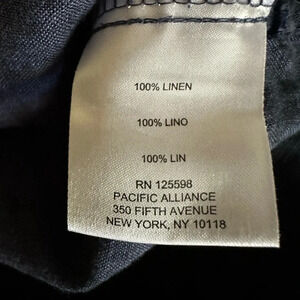 100% LINEN
100% LINO
100% LIN
RN 125598
PACIFIC ALLIANCE
350 FIFTH AVENUE
NEW YORK, NY 10118